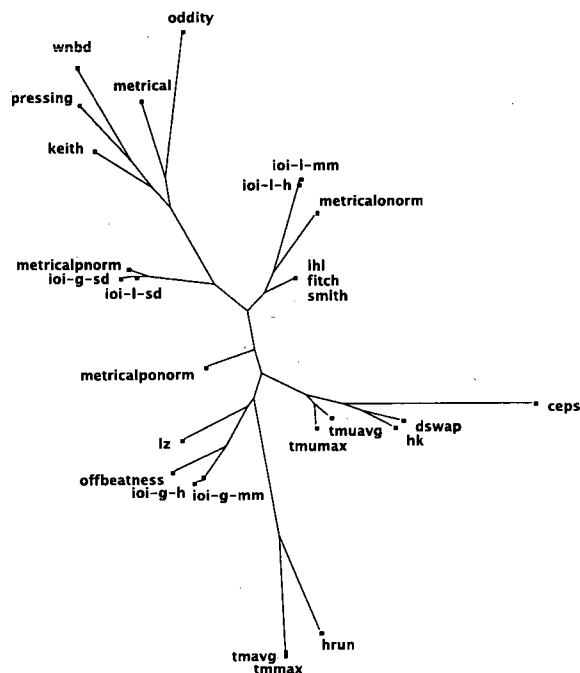 oddity
wnbd
metrical
pressing
keith
ioi-l-mm
ioi-l-h
metricalonorm
metricalpnorm
ioi-g-sd
ioi-l-sd
lhl
fitch
smith
metricalponorm
ceps
tmuavg
dswap
tmumax
hk
lz
offbeatness
ioi-g-h
ioi-g-mm
hrun
tmavg
tmmax